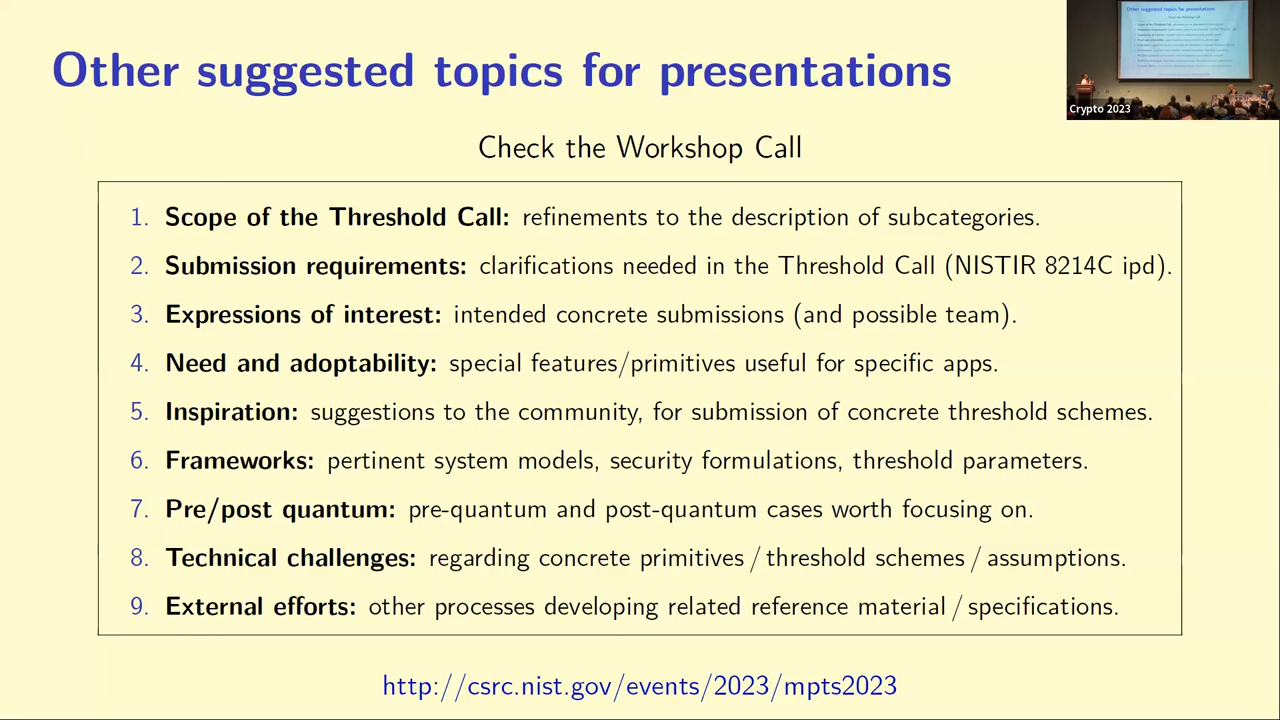 Other suggested topics for presentations
Crypto 2023
Check the Workshop Call
1. Scope of the Threshold Call: refinements to the description of subcategories.
2. Submission requirements: clarifications needed in the Threshold Call (NISTIR 8214C ipd).
3. Expressions of interest: intended concrete submissions (and possible team).
4. Need and adoptability: special features/primitives useful for specific apps.
5. Inspiration: suggestions to the community, for submission of concrete threshold schemes.
6. Frameworks: pertinent system models, security formulations, threshold parameters.
7. Pre/post quantum: pre-quantum and post-quantum cases worth focusing on.
8. Technical challenges: regarding concrete primitives / threshold schemes / assumptions.
9. External efforts: other processes developing related reference material / specifications.
http://csrc.nist.gov/events/2023/mpts2023